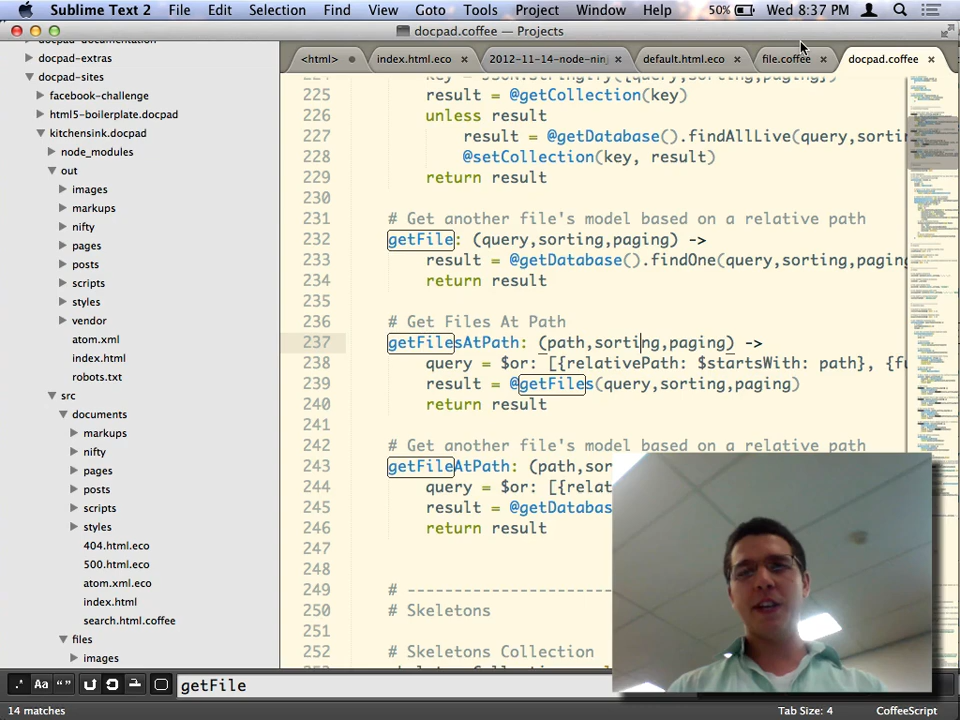 Sublime Text 2 File Edit Selection Find View Goto Tools Project Window Help 50% Wed 8:37 PM
docpad.coffee — Projects
<html> index.html.eco 2012-11-14-node-ninj default.html.eco file.coffee docpad.coffee
docpad-documentation
docpad-extras
docpad-sites
facebook-challenge
html5-boilerplate.docpad
kitchensink.docpad
node_modules
out
images
markups
nifty
pages
posts
scripts
styles
vendor
atom.xml
index.html
robots.txt
src
documents
markups
nifty
pages
posts
scripts
styles
404.html.eco
500.html.eco
atom.xml.eco
index.html
search.html.coffee
files
images
224 key = JSON.stringify([query,sorting,paging])
225 result = @getCollection(key)
226 unless result
227 result = @getDatabase().findAllLive(query,sortin
228 @setCollection(key, result)
229 return result
230
231 # Get another file's model based on a relative path
232 getFile: (query,sorting,paging) ->
233 result = @getDatabase().findOne(query,sorting,paging
234 return result
235
236 # Get Files At Path
237 getFilesAtPath: (path,sorting,paging) ->
238 query = $or: [{relativePath: $startsWith: path}, {fu
239 result = @getFiles(query,sorting,paging)
240 return result
241
242 # Get another file's model based on a relative path
243 getFileAtPath: (path,sor
244 query = $or: [{relat
245 result = @getDatabas
246 return result
247
248
249 # ------------------
250 # Skeletons
251
252 # Skeletons Collection
.* Aa “ ” getFile
14 matches Tab Size: 4 CoffeeScript